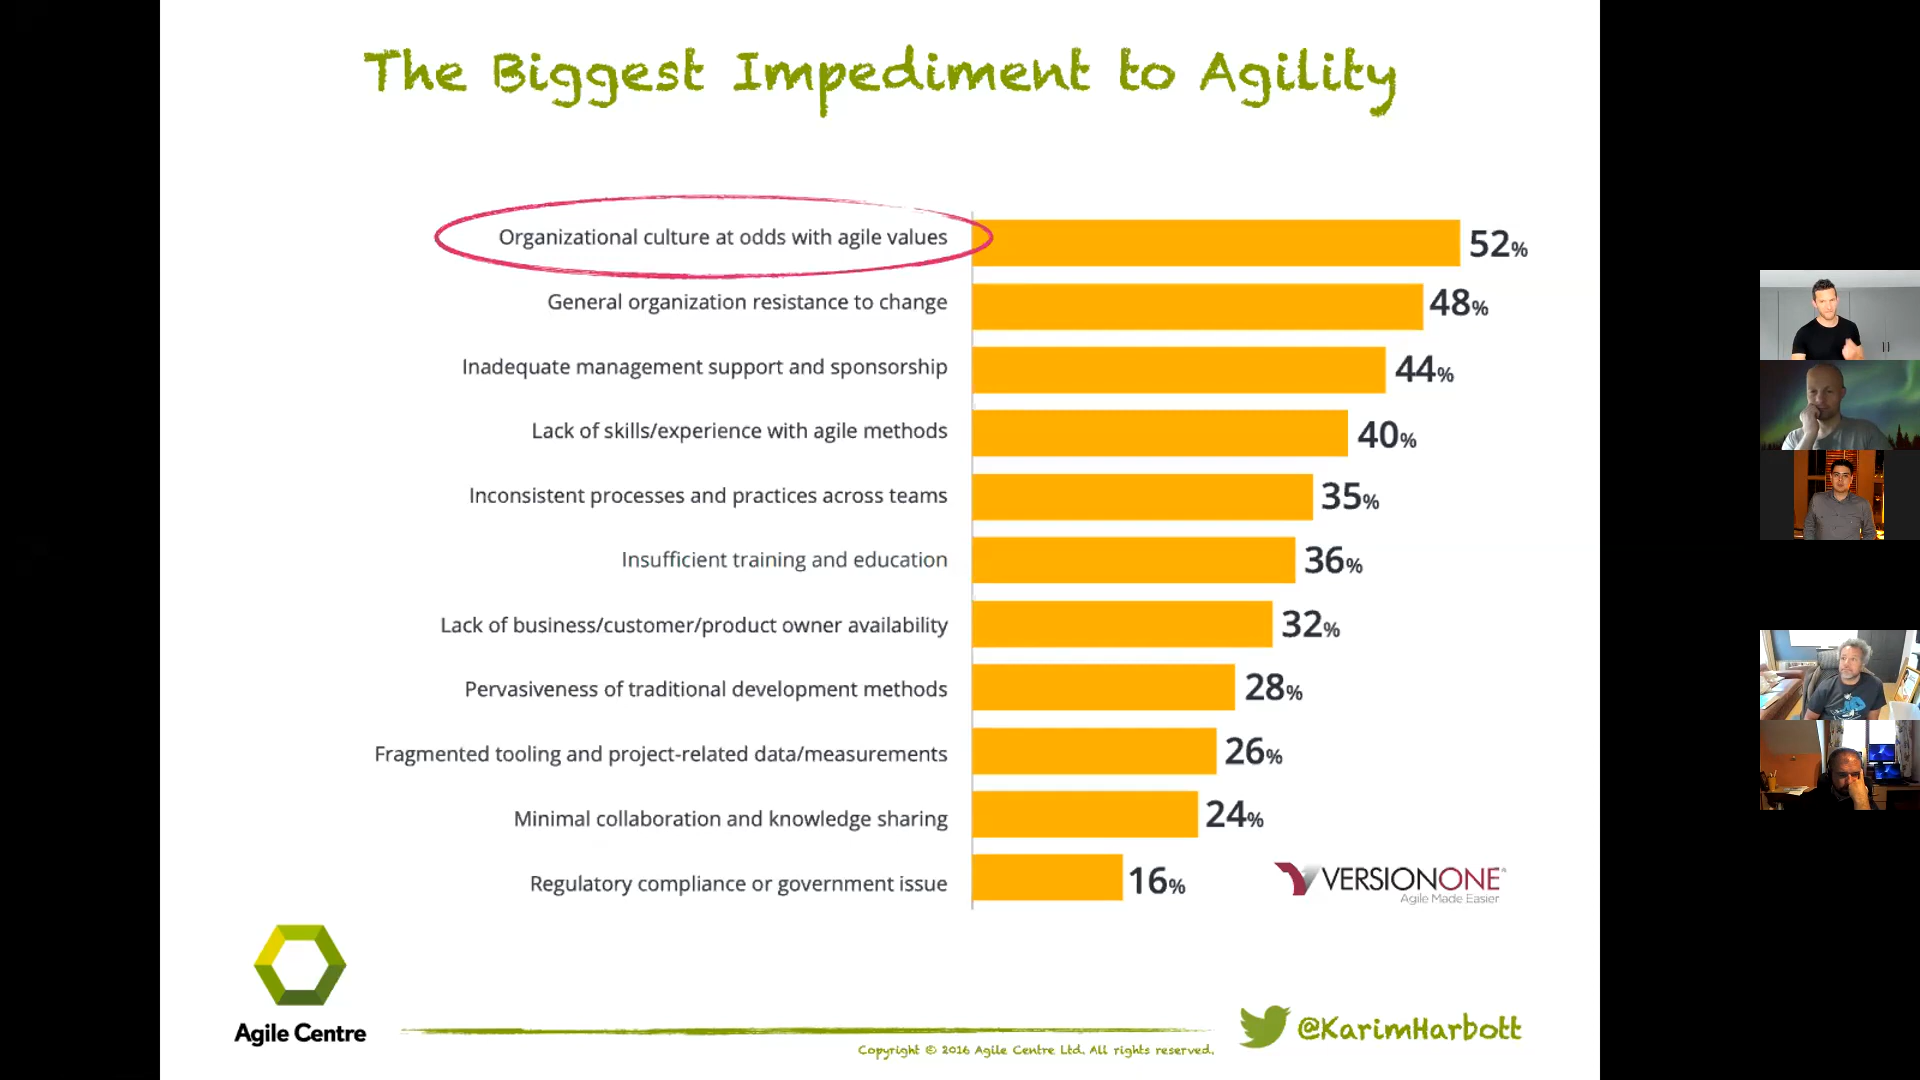 The Biggest Impediment to Agility
Organizational culture at odds with agile values 52%
General organization resistance to change 48%
Inadequate management support and sponsorship 44%
Lack of skills/experience with agile methods 40%
Inconsistent processes and practices across teams 35%
Insufficient training and education 36%
Lack of business/customer/product owner availability 32%
Pervasiveness of traditional development methods 28%
Fragmented tooling and project-related data/measurements 26%
Minimal collaboration and knowledge sharing 24%
Regulatory compliance or government issue 16%
VERSIONONE®
Agile Made Easier
Agile Centre
@KarimHarbott
Copyright © 2016 Agile Centre Ltd. All rights reserved.